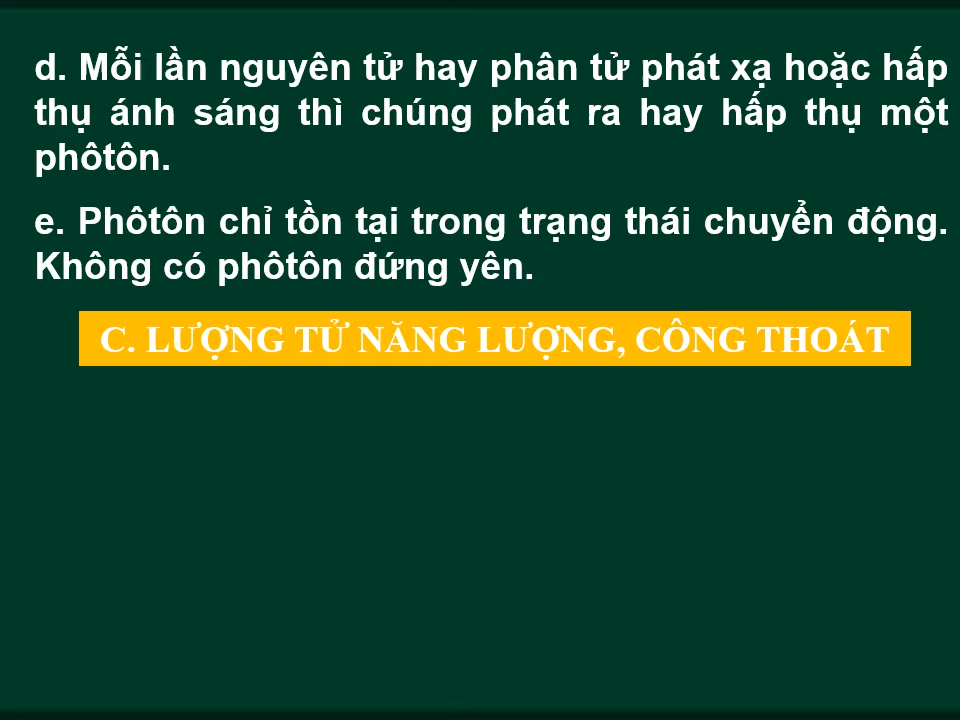 d. Mỗi lần nguyên tử hay phân tử phát xạ hoặc hấp
thụ ánh sáng thì chúng phát ra hay hấp thụ một
phôtôn.
e. Phôtôn chỉ tồn tại trong trạng thái chuyển động.
Không có phôtôn đứng yên.
C. LƯỢNG TỬ NĂNG LƯỢNG, CÔNG THOÁT